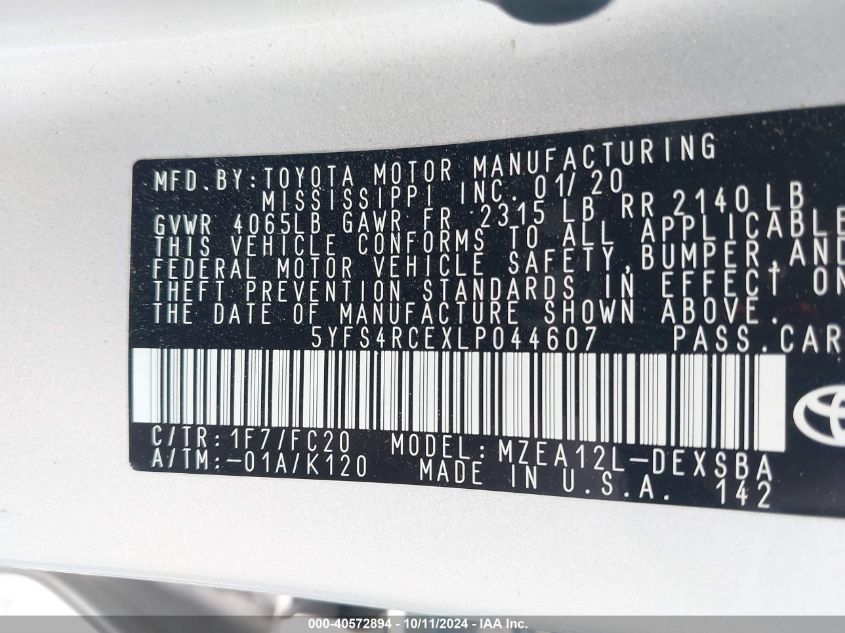 MFD.BY:TOYOTA MOTOR MANUFACTURING
MISSISSIPPI INC. 01/20
GVWR 4065LB GAWR FR 2315 LB RR 2140 LB
THIS VEHICLE CONFORMS TO ALL APPLICABLE
FEDERAL MOTOR VEHICLE SAFETY, BUMPER, AND
THEFT PREVENTION STANDARDS IN EFFECT ON
THE DATE OF MANUFACTURE SHOWN ABOVE.
5YFS4RCEXLP044607 PASS.CAR
C/TR:1F7/FC20 MODEL:MZEA12L-DEXSBA
A/TM:-01A/K120 MADE IN U.S.A. 142
000-40572894 - 10/11/2024 - IAA Inc.